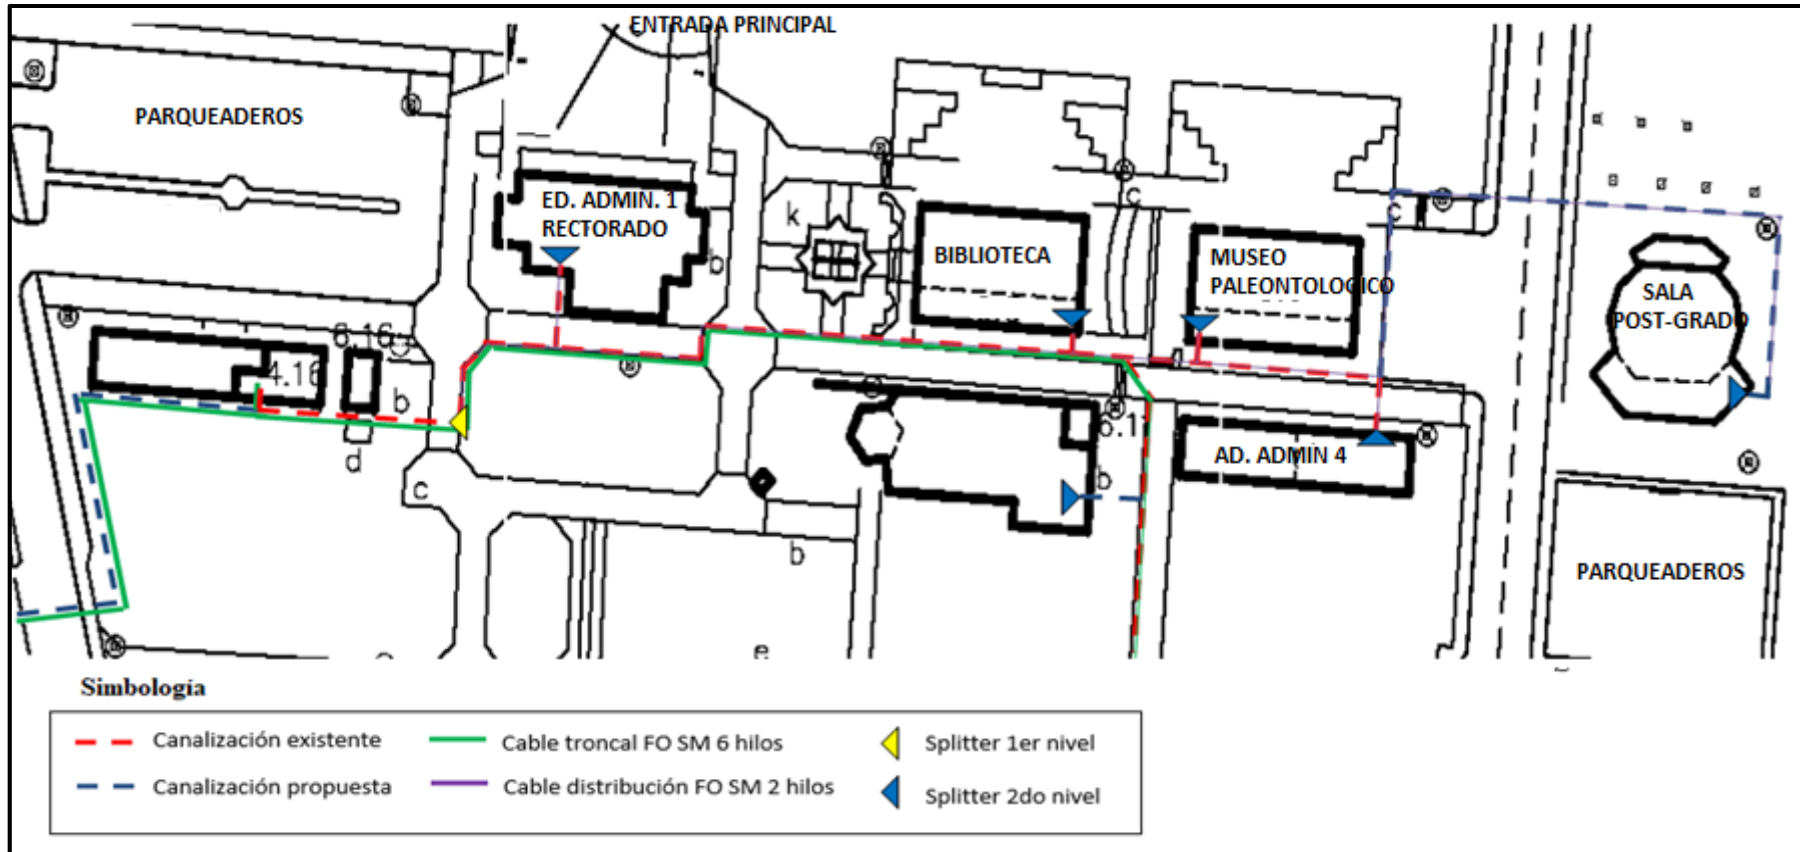 ENTRADA PRINCIPAL
PARQUEADEROS
ED. ADMIN. 1
RECTORADO
k
c
c
b
BIBLIOTECA
MUSEO
PALEONTOLOGICO
SALA
POST-GRADO
6.16
4.16
b
d
c
6.11
b
AD. ADMIN 4
b
e
PARQUEADEROS
Simbología
Canalización existente
Cable troncal FO SM 6 hilos
Splitter 1er nivel
Canalización propuesta
Cable distribución FO SM 2 hilos
Splitter 2do nivel